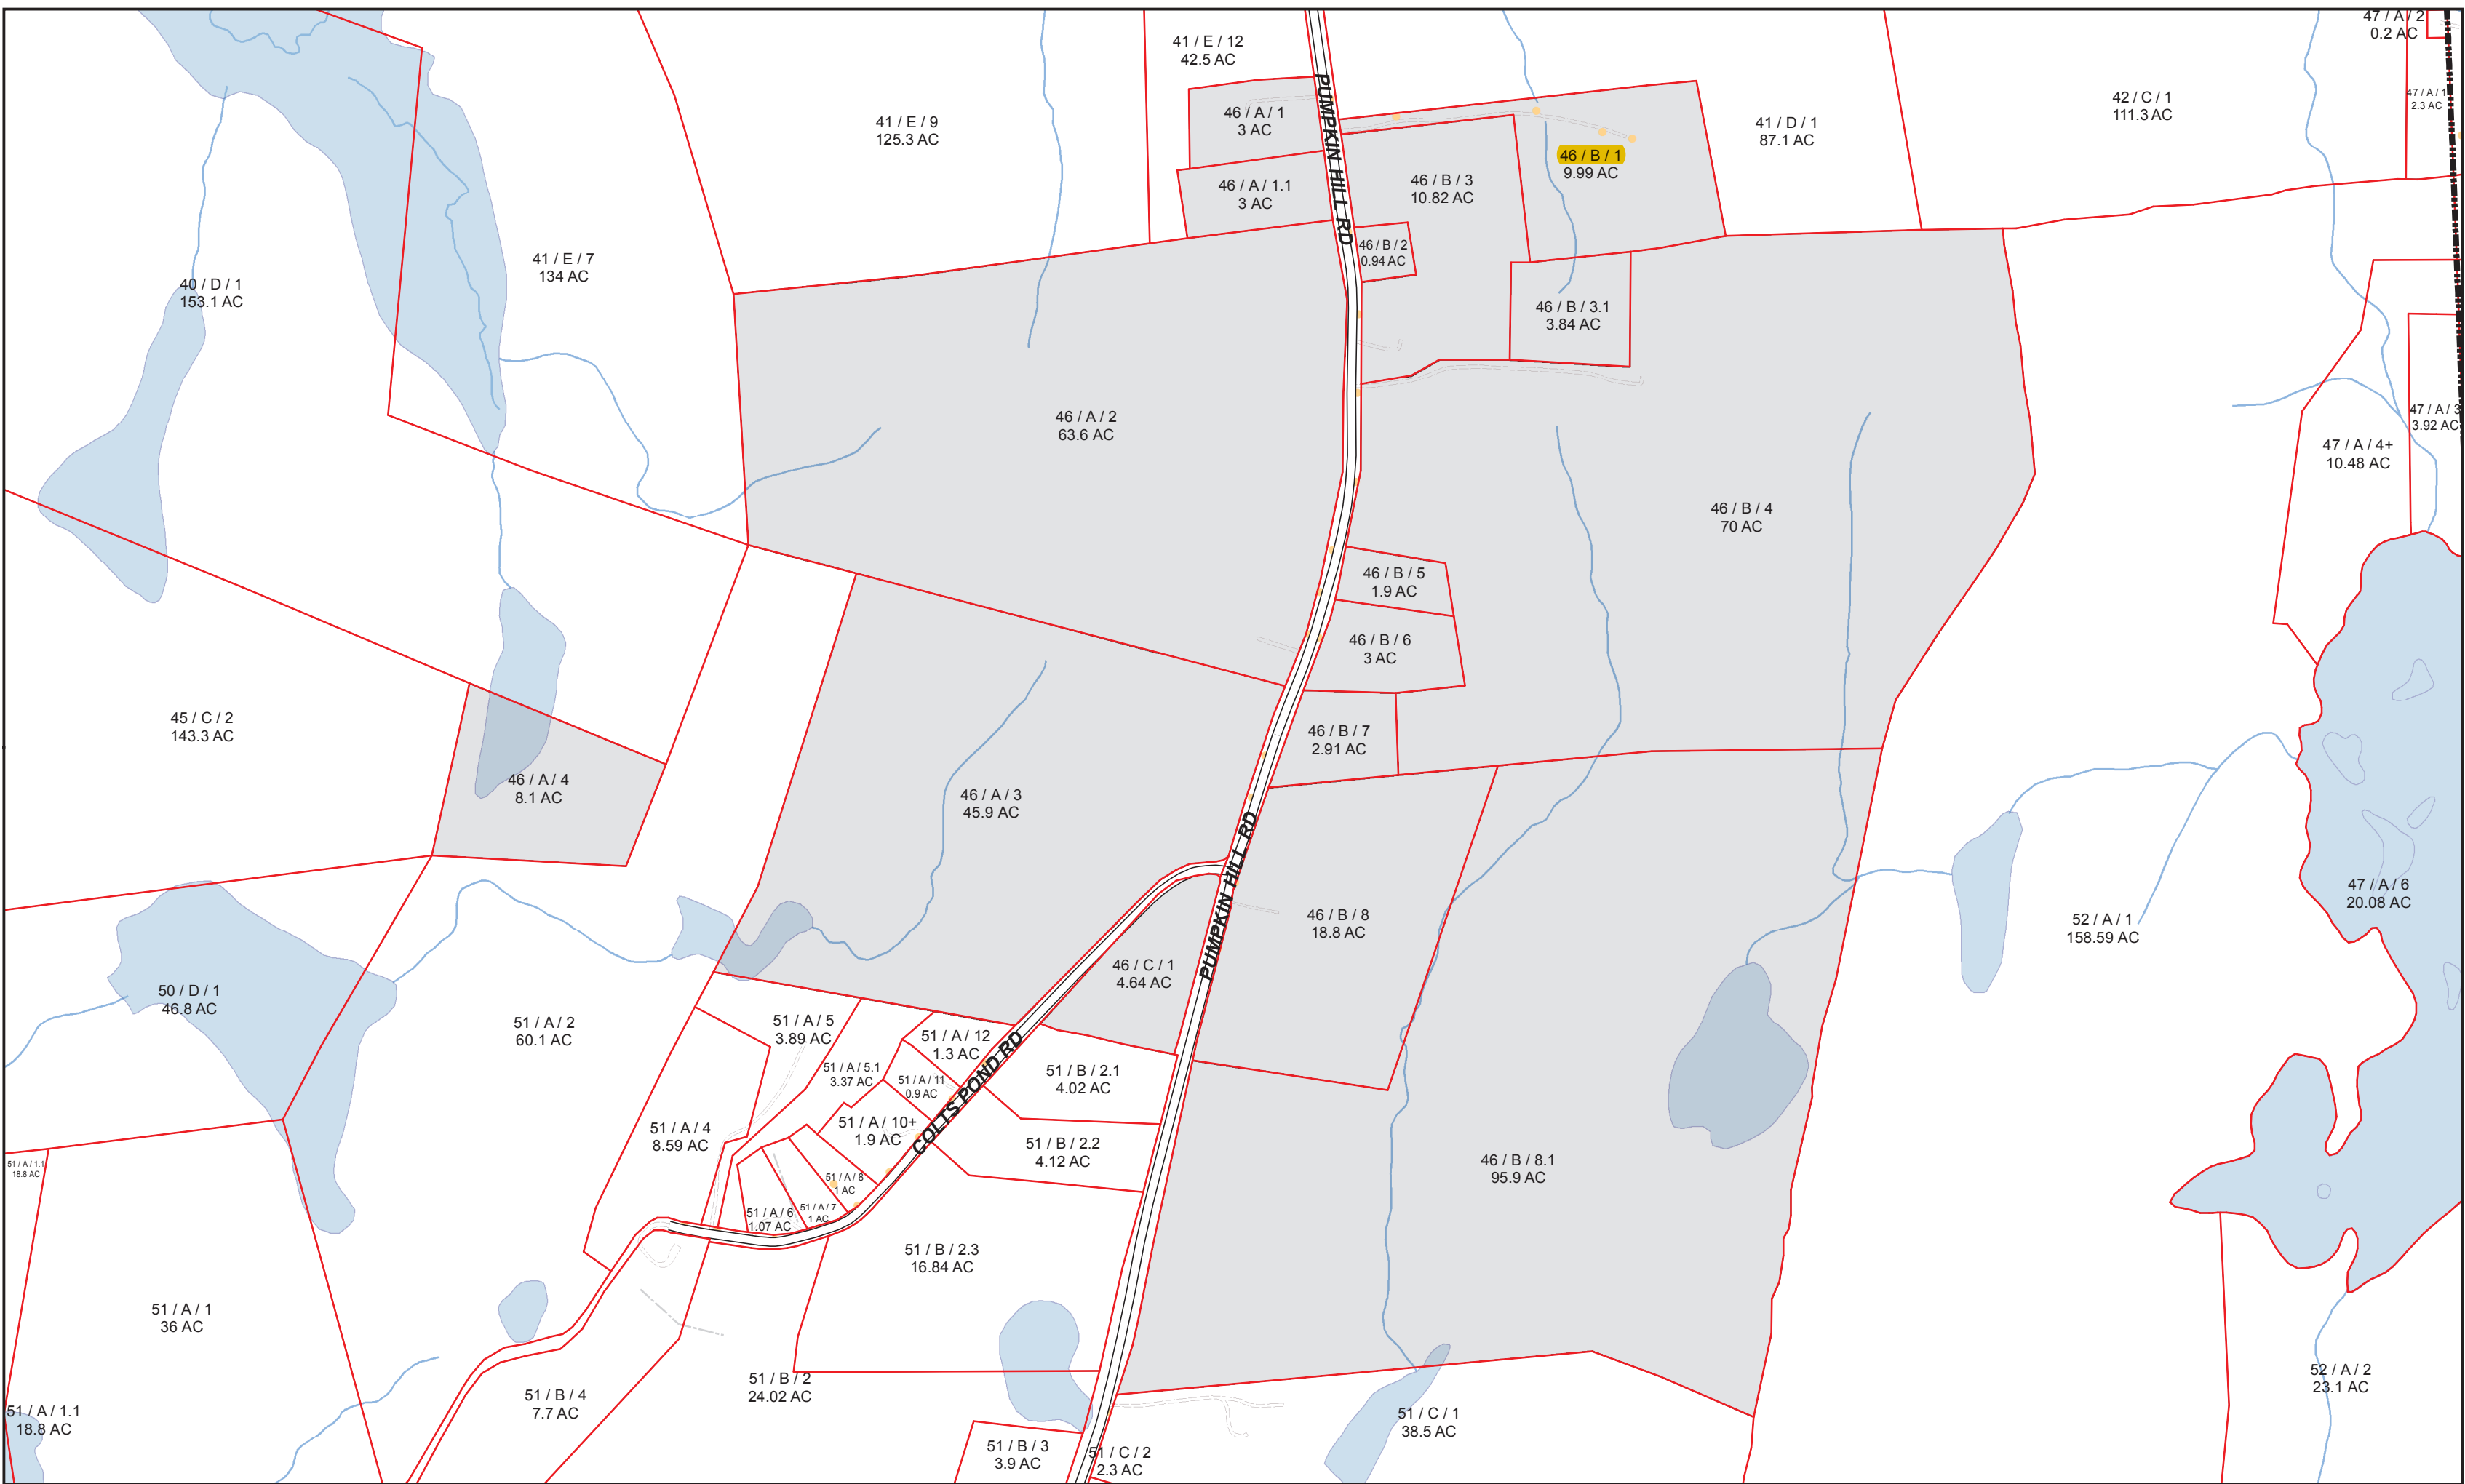 47 / A / 2
0.2 AC
41 / E / 12
42.5 AC
PUMPKIN HILL RD
47 / A / 1
2.3 AC
42 / C / 1
111.3 AC
46 / A / 1
3 AC
41 / E / 9
125.3 AC
41 / D / 1
87.1 AC
46 / B / 1
9.99 AC
46 / A / 1.1
3 AC
46 / B / 3
10.82 AC
46 / B / 2
0.94 AC
41 / E / 7
134 AC
40 / D / 1
153.1 AC
46 / B / 3.1
3.84 AC
46 / A / 2
63.6 AC
47 / A / 3
3.92 AC
47 / A / 4+
10.48 AC
46 / B / 4
70 AC
46 / B / 5
1.9 AC
46 / B / 6
3 AC
45 / C / 2
143.3 AC
46 / B / 7
2.91 AC
46 / A / 4
8.1 AC
46 / A / 3
45.9 AC
PUMPKIN HILL RD
47 / A / 6
20.08 AC
46 / B / 8
18.8 AC
52 / A / 1
158.59 AC
46 / C / 1
4.64 AC
50 / D / 1
46.8 AC
51 / A / 2
60.1 AC
51 / A / 5
3.89 AC
51 / A / 12
1.3 AC
COLTS POND RD
51 / A / 5.1
3.37 AC
51 / A / 11
0.9 AC
51 / B / 2.1
4.02 AC
51 / A / 10+
1.9 AC
51 / A / 4
8.59 AC
51 / B / 2.2
4.12 AC
51 / A / 1.1
18.8 AC
46 / B / 8.1
95.9 AC
51 / A / 8
1 AC
51 / A / 7
1 AC
51 / A / 6
1.07 AC
51 / B / 2.3
16.84 AC
51 / A / 1
36 AC
51 / B / 2
24.02 AC
52 / A / 2
23.1 AC
51 / B / 4
7.7 AC
51 / A / 1.1
18.8 AC
51 / C / 1
38.5 AC
51 / B / 3
3.9 AC
51 / C / 2
2.3 AC